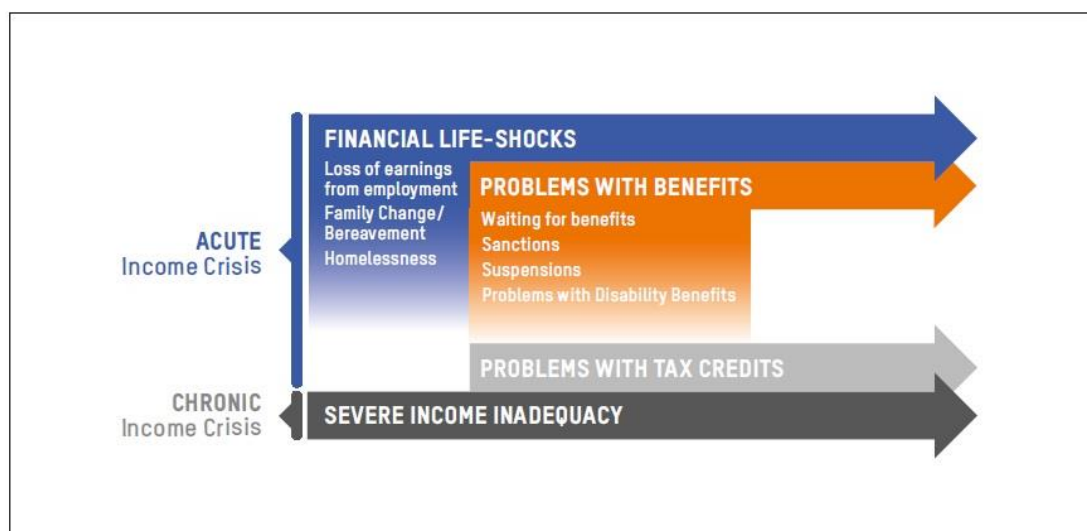 FINANCIAL LIFE-SHOCKS
Loss of earnings
from employment
Family Change/
Bereavement
Homelessness
PROBLEMS WITH BENEFITS
Waiting for benefits
Sanctions
Suspensions
Problems with Disability Benefits
ACUTE
Income Crisis
PROBLEMS WITH TAX CREDITS
CHRONIC
Income Crisis
SEVERE INCOME INADEQUACY